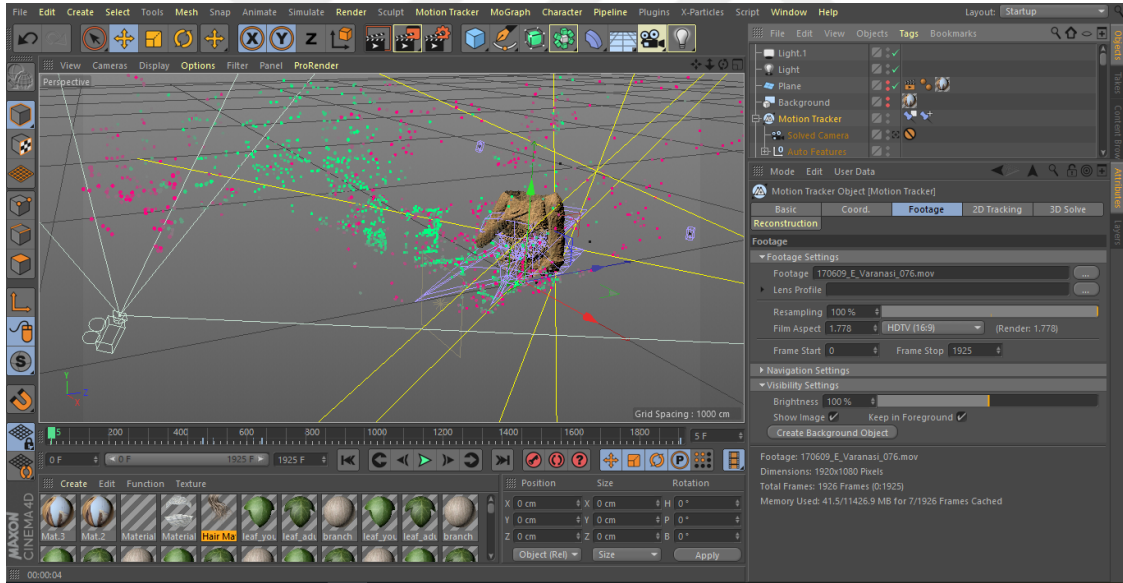 File Edit Create Select Tools Mesh Snap Animate Simulate Render Sculpt Motion Tracker MoGraph Character Pipeline Plugins X-Particles Script Window Help Layout: Startup
X Y Z
View Cameras Display Options Filter Panel ProRender
Perspective
Y
Z
X
Grid Spacing : 1000 cm
S
5 200 400 600 800 1000 1200 1400 1600 1800 5 F
0 F 0 F 1925 F 1925 F
P
Create Edit Function Texture
Mat.3 Mat.2 Material Material Hair Ma leaf_you leaf_adu branch leaf_you leaf_adu branch
Position Size Rotation
X 0 cm X 0 cm H 0 °
Y 0 cm Y 0 cm P 0 °
Z 0 cm Z 0 cm B 0 °
Object (Rel) Size Apply
MAXON
CINEMA 4D
00:00:04
File Edit View Objects Tags Bookmarks
Light.1
Light
Plane
Background
Motion Tracker
Solved Camera
Auto Features
Objects
Takes
Content Brow
Attributes
Layers
Mode Edit User Data
Motion Tracker Object [Motion Tracker]
Basic Coord. Footage 2D Tracking 3D Solve
Reconstruction
Footage
Footage Settings
Footage 170609_E_Varanasi_076.mov ...
Lens Profile ...
Resampling 100 %
Film Aspect 1.778 HDTV (16:9) (Render: 1.778)
Frame Start 0 Frame Stop 1925
Navigation Settings
Visibility Settings
Brightness 100 %
Show Image Keep in Foreground
Create Background Object
Footage: 170609_E_Varanasi_076.mov
Dimensions: 1920x1080 Pixels
Total Frames: 1926 Frames (0:1925)
Memory Used: 41.5/11426.9 MB for 7/1926 Frames Cached